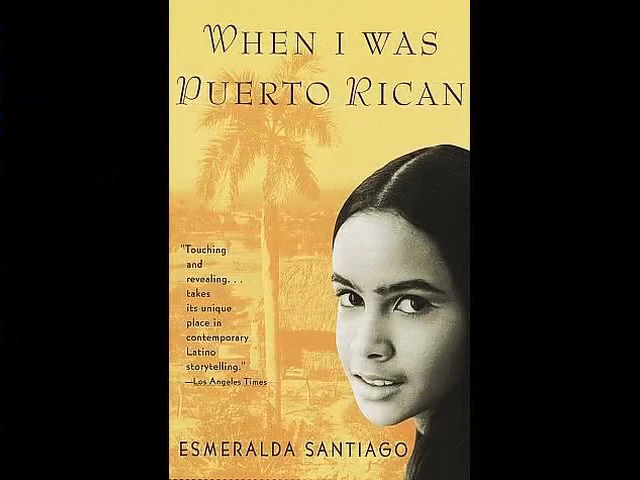 WHEN I WAS
PUERTO RICAN
"Touching
and
revealing. . .
takes
its unique
place in
contemporary
Latino
storytelling."
—Los Angeles Times
ESMERALDA SANTIAGO